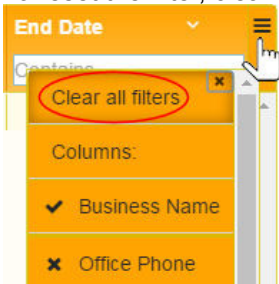 End Date
Contains
Clear all filters
Columns:
Business Name
Office Phone